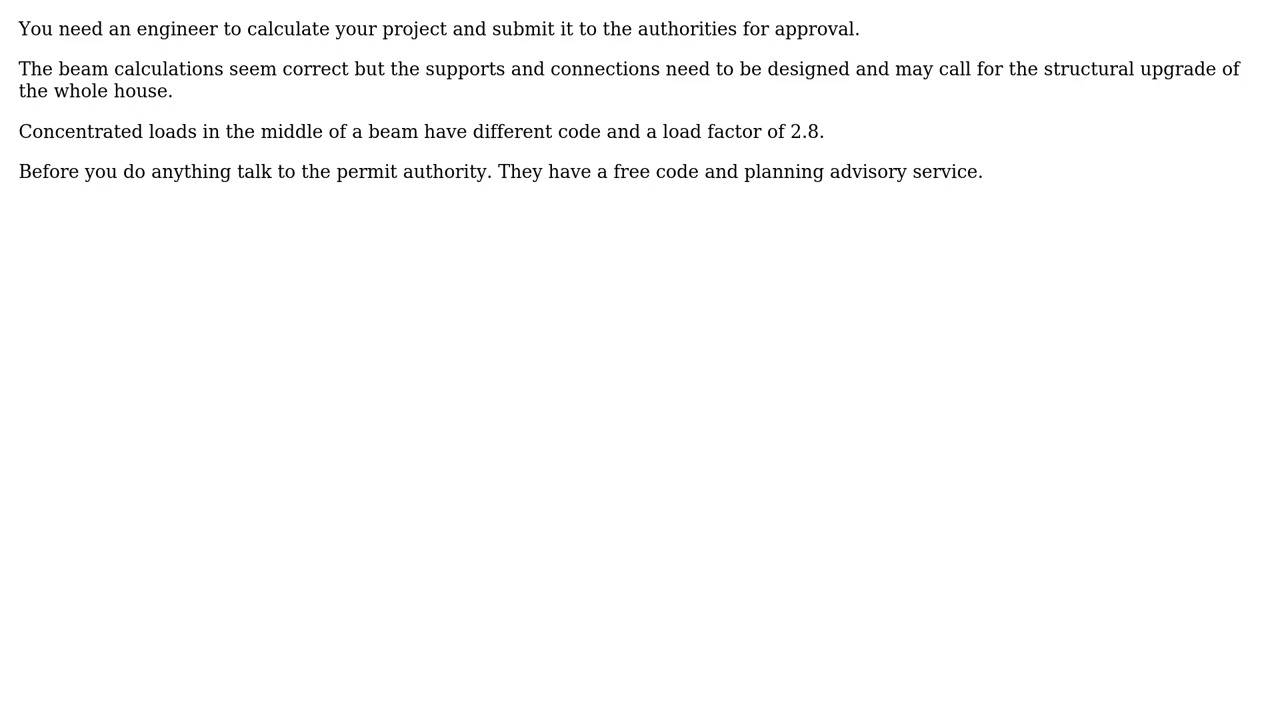 You need an engineer to calculate your project and submit it to the authorities for approval.
The beam calculations seem correct but the supports and connections need to be designed and may call for the structural upgrade of
the whole house.
Concentrated loads in the middle of a beam have different code and a load factor of 2.8.
Before you do anything talk to the permit authority. They have a free code and planning advisory service.